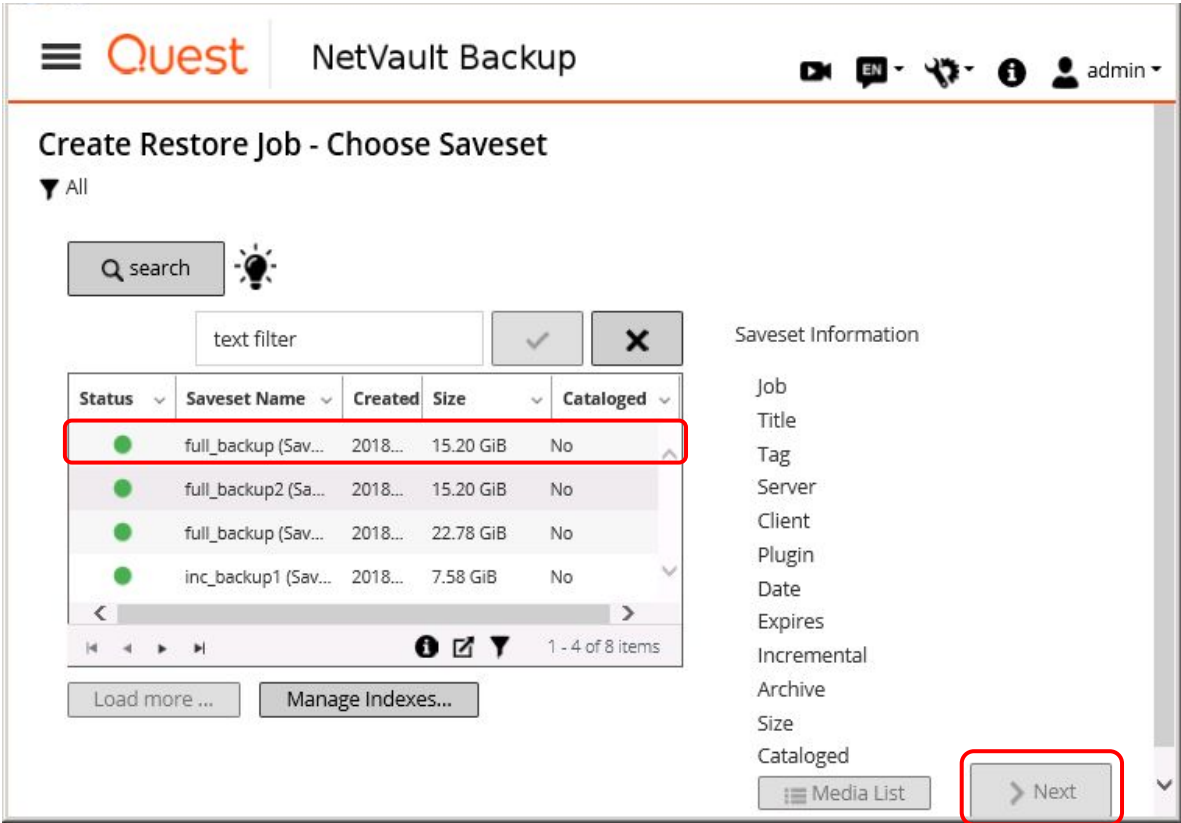 Quest NetVault Backup EN admin
Create Restore Job - Choose Saveset
All
search
text filter
Status Saveset Name Created Size Cataloged
full_backup (Sav... 2018... 15.20 GiB No
full_backup2 (Sa... 2018... 15.20 GiB No
full_backup (Sav... 2018... 22.78 GiB No
inc_backup1 (Sav... 2018... 7.58 GiB No
1 - 4 of 8 items
Load more ... Manage Indexes...
Saveset Information
Job
Title
Tag
Server
Client
Plugin
Date
Expires
Incremental
Archive
Size
Cataloged
Media List Next